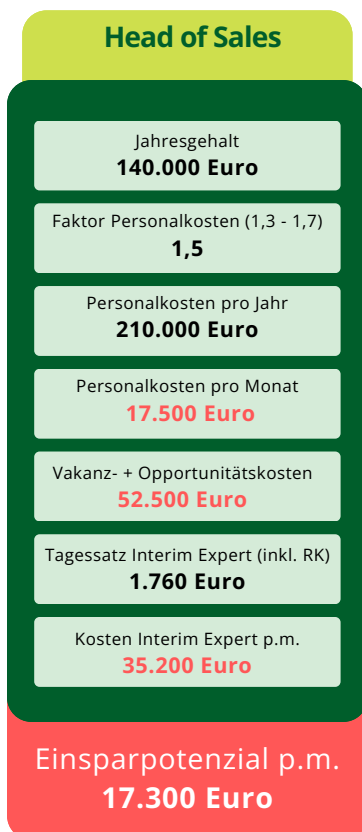 Head of Sales
Jahresgehalt
140.000 Euro
Faktor Personalkosten (1,3 - 1,7)
1,5
Personalkosten pro Jahr
210.000 Euro
Personalkosten pro Monat
17.500 Euro
Vakanz- + Opportunitätskosten
52.500 Euro
Tagessatz Interim Expert (inkl. RK)
1.760 Euro
Kosten Interim Expert p.m.
35.200 Euro
Einsparpotenzial p.m.
17.300 Euro